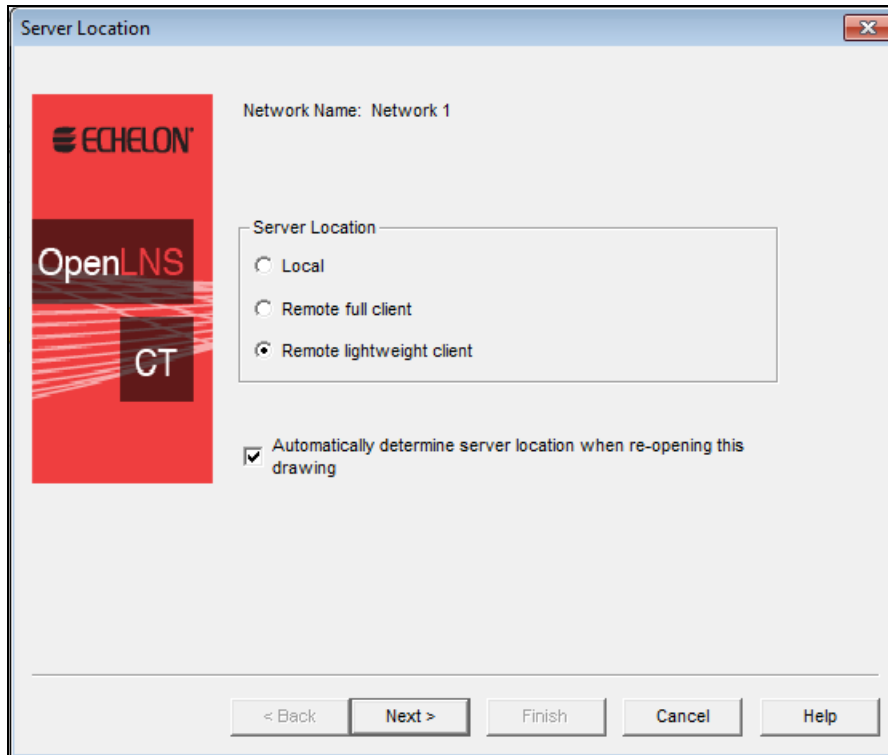 Server Location
ECHELON
OpenLNS
CT
Network Name: Network 1
Server Location
Local
Remote full client
Remote lightweight client
Automatically determine server location when re-opening this
drawing
< Back
Next >
Finish
Cancel
Help